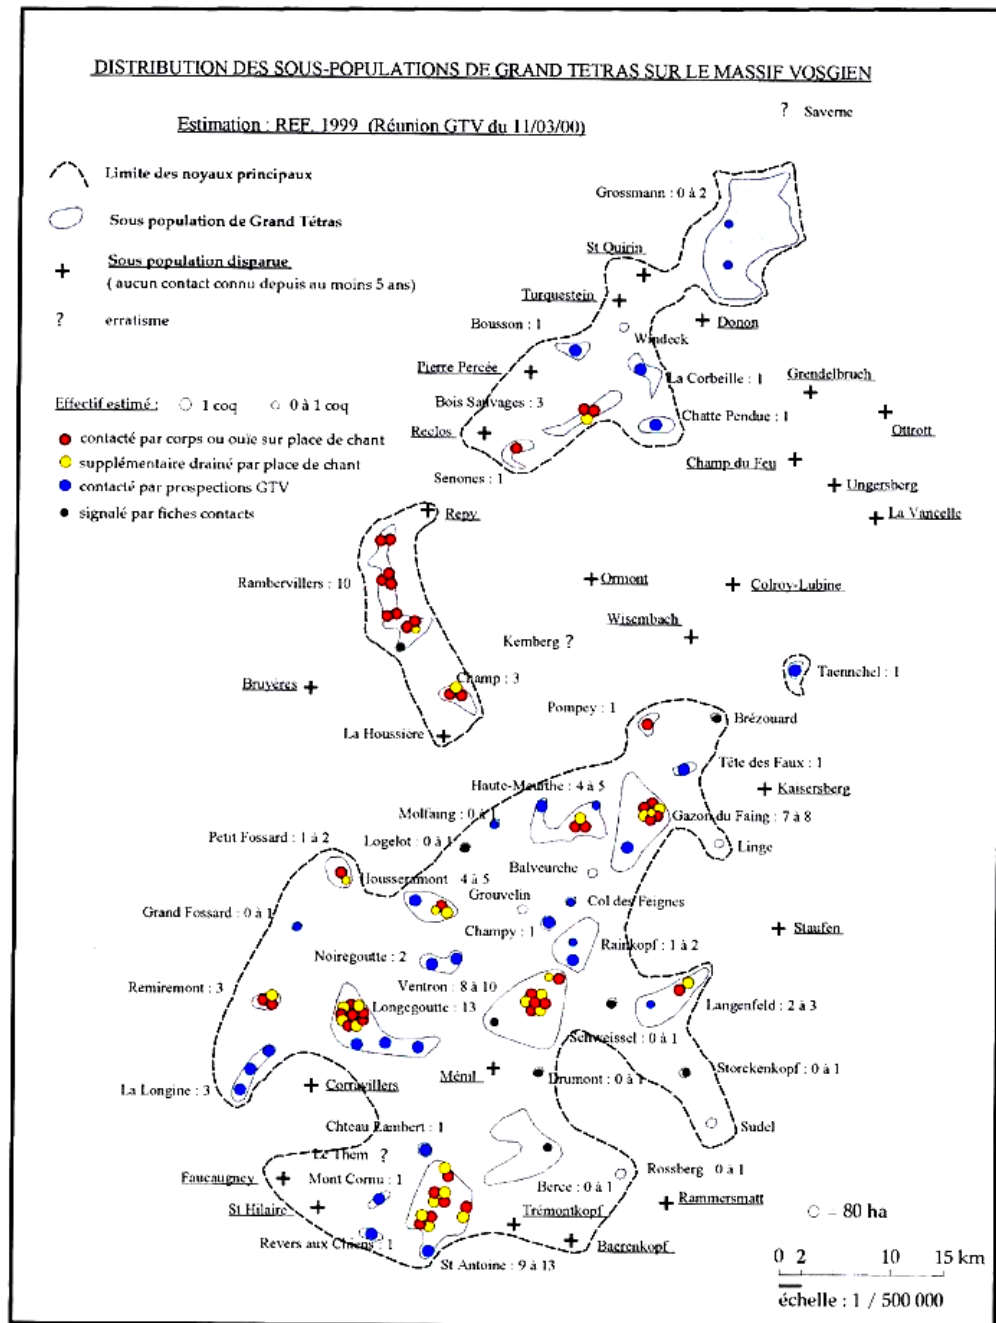 DISTRIBUTION DES SOUS-POPULATIONS DE GRAND TETRAS SUR LE MASSIF VOSGIEN
? Saverne
Estimation : REF. 1999 (Réunion GTV du 11/03/00)
Limite des noyaux principaux
Sous population de Grand Tétras
Sous population disparue
( aucun contact connu depuis au moins 5 ans)
? erratisme
Effectif estimé : 1 coq 0 à 1 coq
contacté par corps ou ouïe sur place de chant
supplémentaire drainé par place de chant
contacté par prospections GTV
signalé par fiches contacts
Grossmann : 0 à 2
St Quirin
Turquestein
Bousson : 1
Donon
Windeck
Pierre Percée
La Corbeille : 1
Grendelbruch
Bois Sauvages : 3
Chatte Pendue : 1
Ottrott
Reclos
Champ du Feu
Senones : 1
Ungersberg
Repy
La Vancelle
Rambervillers : 10
Ormont
Colroy-Lubine
Wisembach
Kemberg ?
Taennchel : 1
Bruyères
Champ : 3
Pompey : 1
Brézouard
La Houssière
Tête des Faux : 1
Haute-Meurthe : 4 à 5
Kaisersberg
Molfaing : 0 à 1
Gazon du Faing : 7 à 8
Petit Fossard : 1 à 2
Logelot : 0 à 1
Linge
Balveurche
Housseramont 4 à 5
Grouvelin
Col des Feignes
Grand Fossard : 0 à 1
Champy : 1
Staufen
Rainkopf : 1 à 2
Noiregoutte : 2
Ventron : 8 à 10
Remiremont : 3
Longegoutte : 13
Langenfeld : 2 à 3
Schweissel : 0 à 1
La Longine : 3
Corravillers
Méml
Drumont : 0 à 1
Storckenkopf : 0 à 1
Chteau Lambert : 1
Sudel
Le Them ?
Faucaugney
Mont Cornu : 1
Berce : 0 à 1
Rossberg : 0 à 1
St Hilaire
Trémontkopf
Rammersmatt
Revers aux Chiens : 1
Baerenkopf
St Antoine : 9 à 13
= 80 ha
0 2 10 15 km
échelle : 1 / 500 000